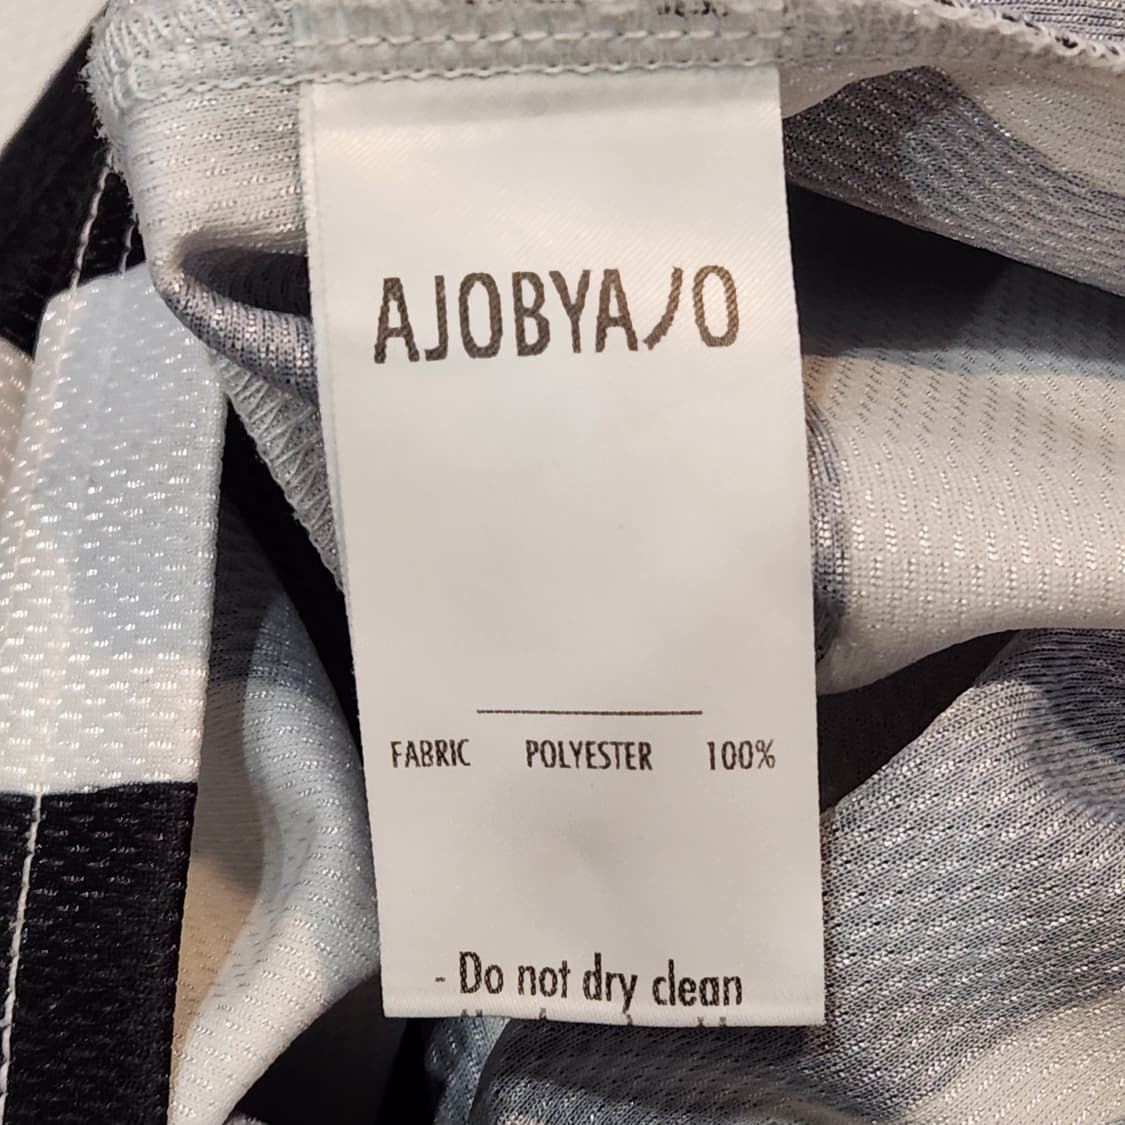 AJOBYAJO
FABRIC POLYESTER 100%
- Do not dry clean